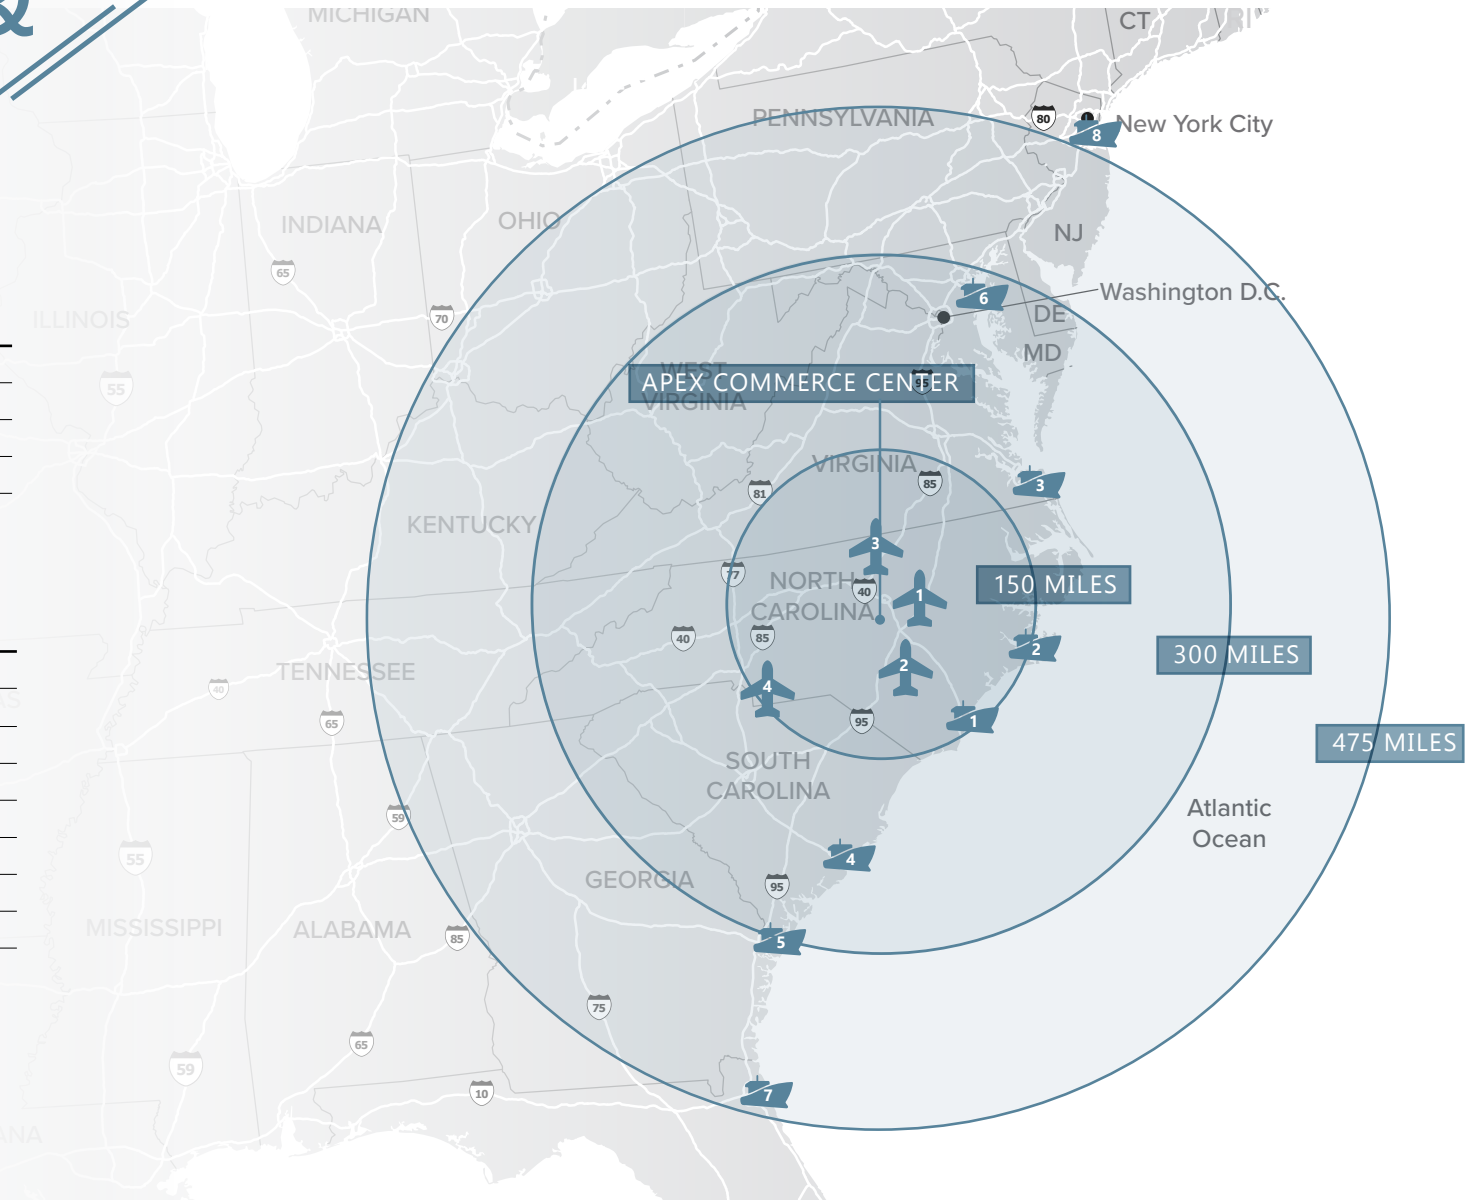 &
MICHIGAN
CT
PENNSYLVANIA
80
New York City
8
INDIANA
OHIO
NJ
65
6
Washington D.C.
70
DE
ILLINOIS
MD
WEST
VIRGINIA
APEX COMMERCE CENTER
95
55
VIRGINIA
81
85
3
KENTUCKY
3
77
NORTH
CAROLINA
40
1
150 MILES
40
85
2
2
300 MILES
TENNESSEE
40
4
65
95
1
475 MILES
SOUTH
CAROLINA
59
Atlantic
Ocean
55
4
GEORGIA
95
MISSISSIPPI
ALABAMA
85
5
75
65
59
10
7